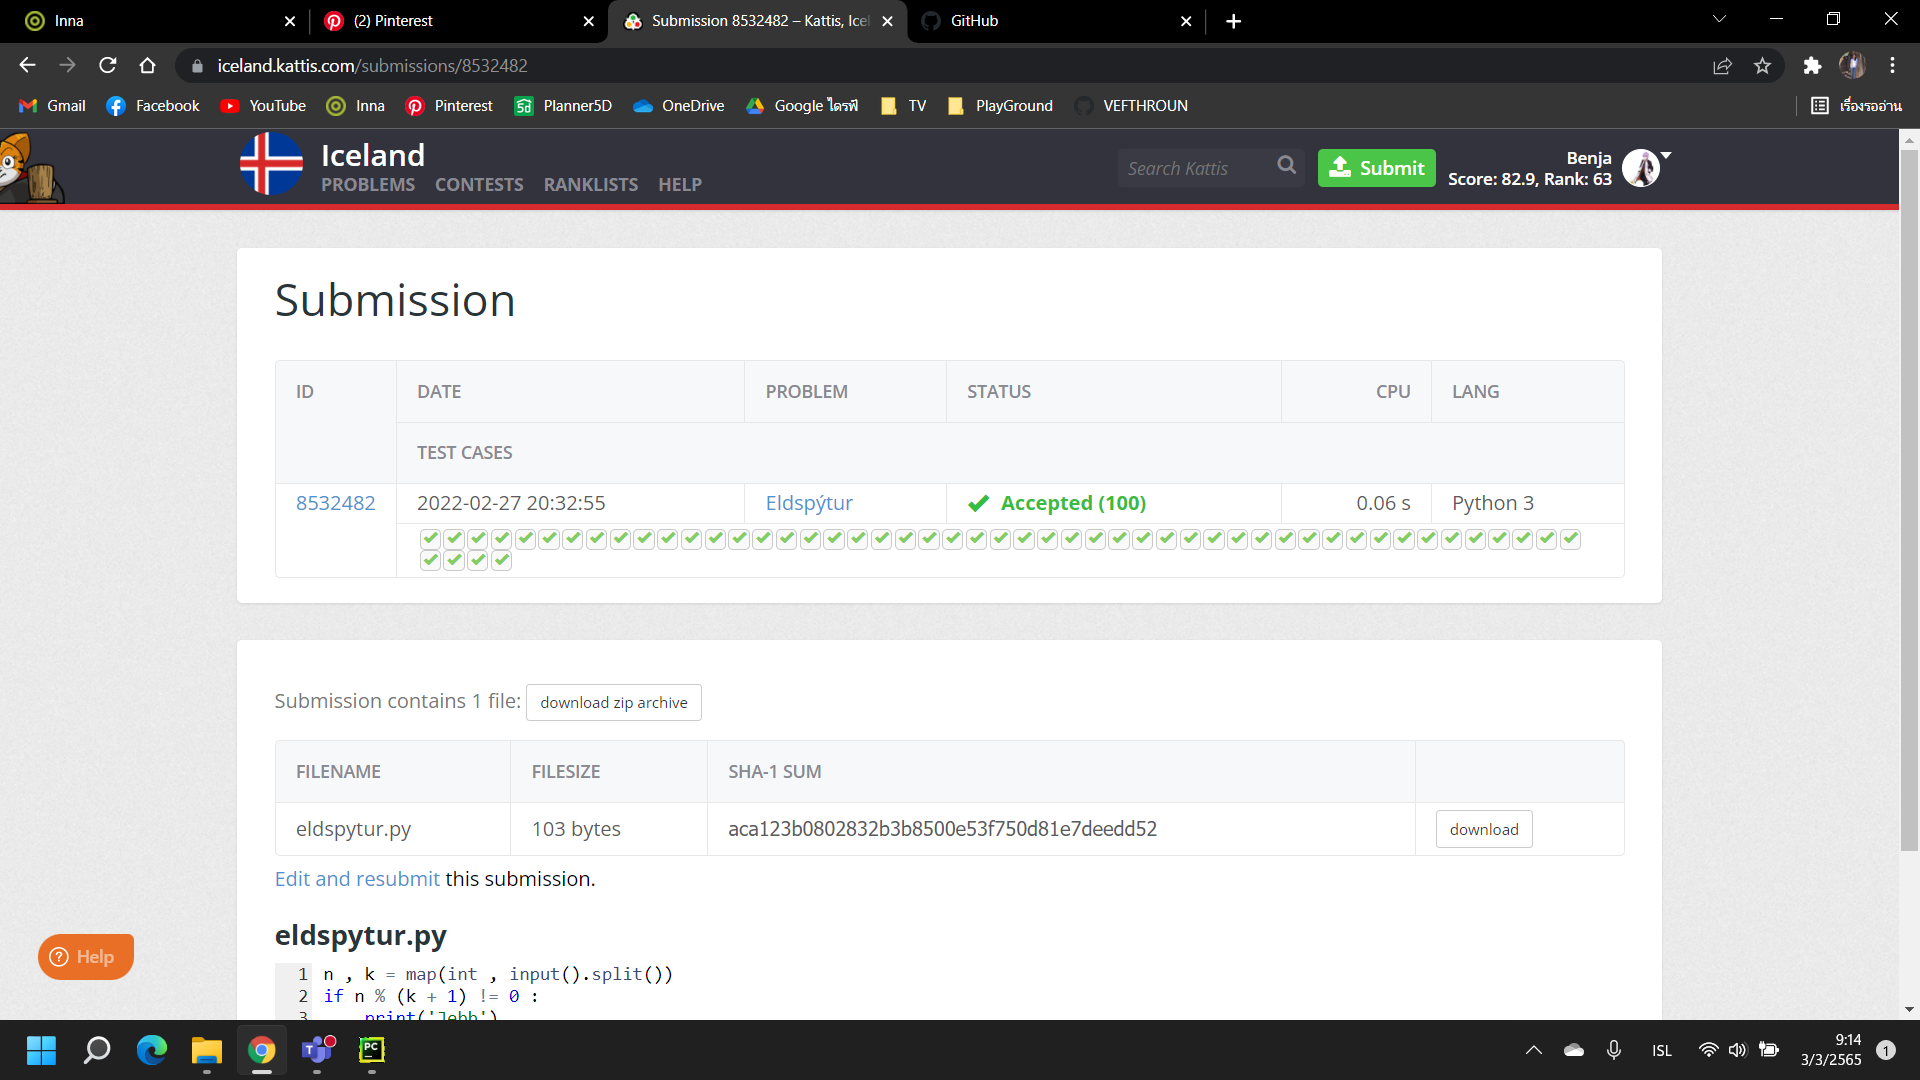 Inna
(2) Pinterest
Submission 8532482 – Kattis, Icel
GitHub
iceland.kattis.com/submissions/8532482
Gmail Facebook YouTube Inna Pinterest Planner5D OneDrive Google ไดรฟ์ TV PlayGround VEFTHROUN เรื่องรออ่าน
Iceland
PROBLEMS CONTESTS RANKLISTS HELP
Search Kattis
Submit
Benja
Score: 82.9, Rank: 63
Submission
ID DATE PROBLEM STATUS CPU LANG
TEST CASES
8532482 2022-02-27 20:32:55 Eldspýtur Accepted (100) 0.06 s Python 3
Submission contains 1 file: download zip archive
FILENAME FILESIZE SHA-1 SUM
eldspytur.py 103 bytes aca123b0802832b3b8500e53f750d81e7deedd52 download
Edit and resubmit this submission.
eldspytur.py
1 n , k = map(int , input().split())
2 if n % (k + 1) != 0 :
3 print('Jebb')
Help
PC
ISL
9:14
3/3/2565
1